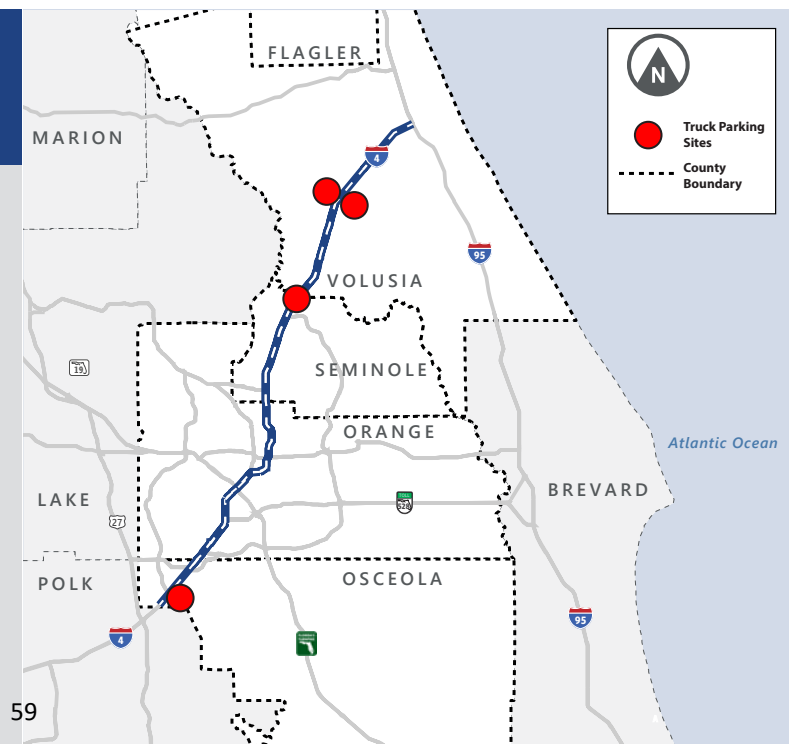 FLAGLER
N
MARION
Truck Parking
Sites
County
Boundary
4
95
VOLUSIA
19
SEMINOLE
ORANGE
Atlantic Ocean
BREVARD
LAKE
TOLL
528
27
POLK
OSCEOLA
4
95
59